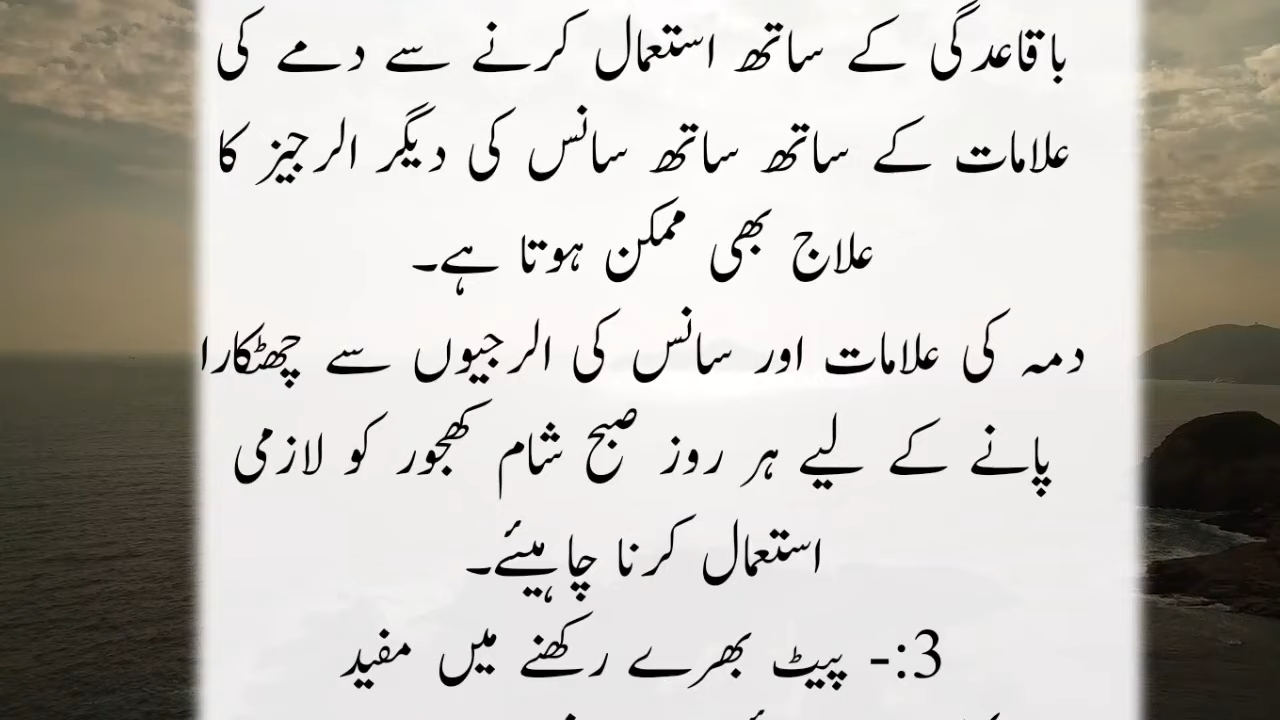 باقاعدگی کے ساتھ استعمال کرنے سے دمے کی
علامات کے ساتھ ساتھ سانس کی دیگر الرجیز کا
علاج بھی ممکن ہوتا ہے۔
دمہ کی علامات اور سانس کی الرجیوں سے چھٹکارا
پانے کے لیے ہر روز صبح شام کھجور کو لازمی
استعمال کرنا چاہیئے۔
3:- پیٹ بھرے رکھنے میں مفید